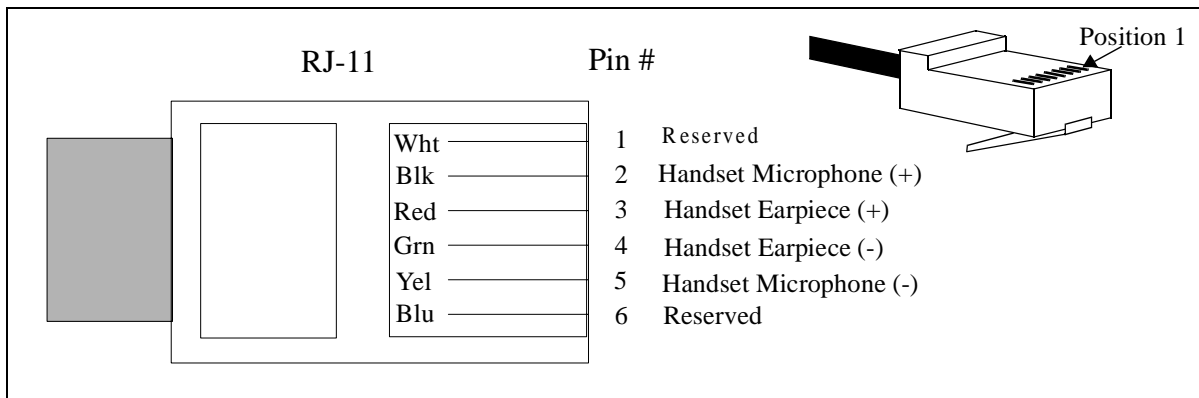 RJ-11 Pin # Position 1
Wht 1 Reserved
Blk 2 Handset Microphone (+)
Red 3 Handset Earpiece (+)
Grn 4 Handset Earpiece (-)
Yel 5 Handset Microphone (-)
Blu 6 Reserved